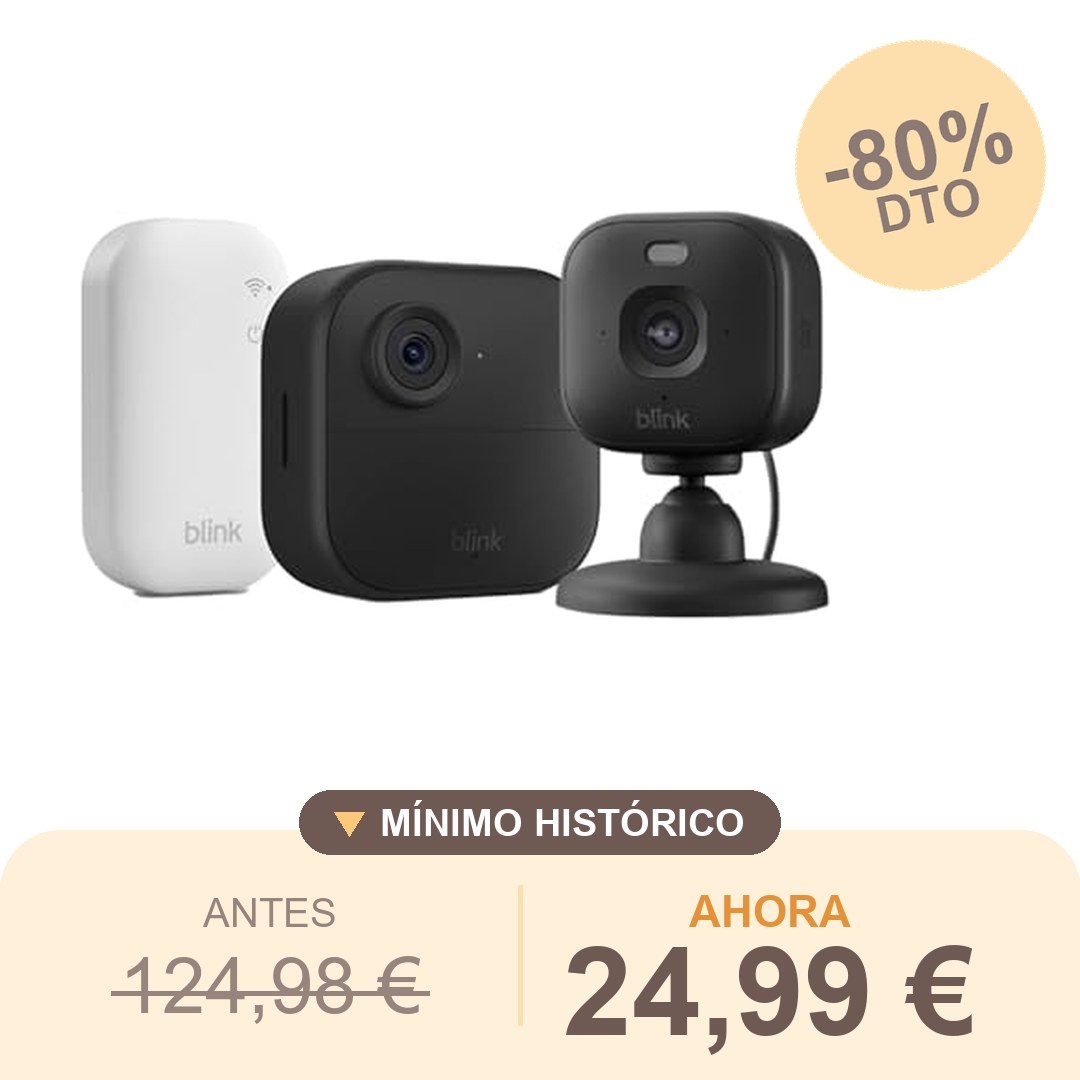 -80%
DTO
blink
blink
blink
MÍNIMO HISTÓRICO
ANTES
124,98 €
AHORA
24,99 €